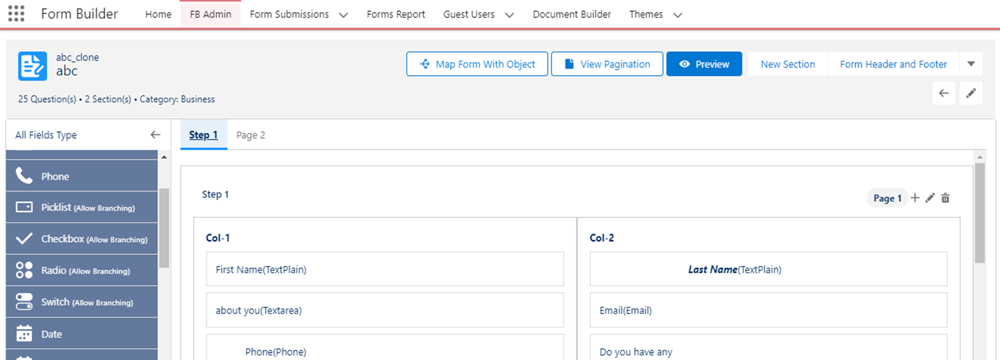 Form Builder Home FB Admin Form Submissions Forms Report Guest Users Document Builder Themes
abc_clone
abc
Map Form With Object View Pagination Preview New Section Form Header and Footer
25 Question(s) • 2 Section(s) • Category: Business
All Fields Type
Step 1 Page 2
Phone
Picklist (Allow Branching)
Checkbox (Allow Branching)
Radio (Allow Branching)
Switch (Allow Branching)
Date
Step 1 Page 1
Col-1 Col-2
First Name(TextPlain) Last Name(TextPlain)
about you(Textarea) Email(Email)
Phone(Phone) Do you have any